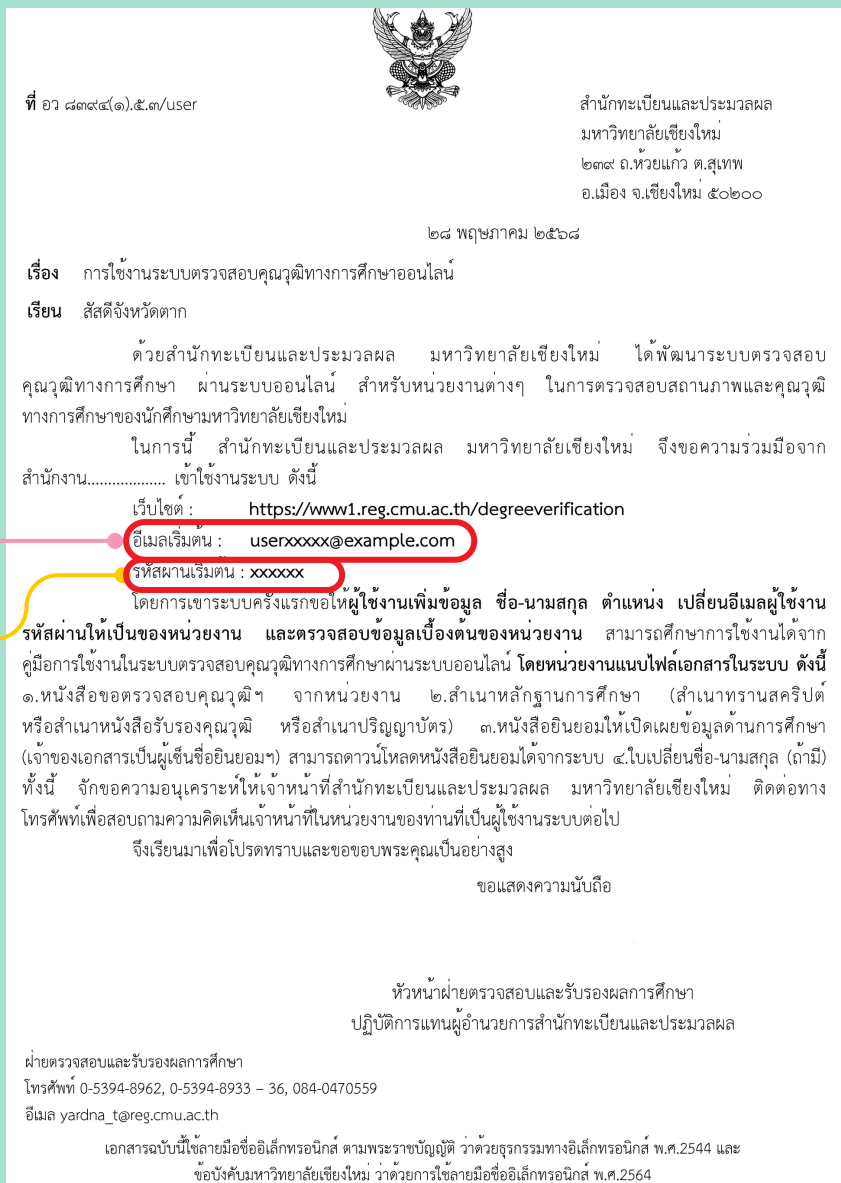 ที่ อว ๘๓๙๔(๑).๕.๓/user
สำนักทะเบียนและประมวลผล
มหาวิทยาลัยเชียงใหม่
๒๓๙ ถ.ห้วยแก้ว ต.สุเทพ
อ.เมือง จ.เชียงใหม่ ๕๐๒๐๐
๒๘ พฤษภาคม ๒๕๖๘
เรื่อง การใช้งานระบบตรวจสอบคุณวุฒิทางการศึกษาออนไลน์
เรียน สัสดีจังหวัดตาก
ด้วยสำนักทะเบียนและประมวลผล มหาวิทยาลัยเชียงใหม่ ได้พัฒนาระบบตรวจสอบ
คุณวุฒิทางการศึกษา ผ่านระบบออนไลน์ สำหรับหน่วยงานต่างๆ ในการตรวจสอบสถานภาพและคุณวุฒิ
ทางการศึกษาของนักศึกษามหาวิทยาลัยเชียงใหม่
ในการนี้ สำนักทะเบียนและประมวลผล มหาวิทยาลัยเชียงใหม่ จึงขอความร่วมมือจาก
สำนักงาน................... เข้าใช้งานระบบ ดังนี้
เว็บไซต์ : https://www1.reg.cmu.ac.th/degreeverification
อีเมลเริ่มต้น : userxxxxx@example.com
รหัสผ่านเริ่มต้น : xxxxxx
โดยการเข้าระบบครั้งแรกขอให้ผู้ใช้งานเพิ่มข้อมูล ชื่อ-นามสกุล ตำแหน่ง เปลี่ยนอีเมลผู้ใช้งาน
รหัสผ่านให้เป็นของหน่วยงาน และตรวจสอบข้อมูลเบื้องต้นของหน่วยงาน สามารถศึกษาการใช้งานได้จาก
คู่มือการใช้งานในระบบตรวจสอบคุณวุฒิทางการศึกษาผ่านระบบออนไลน์ โดยหน่วยงานแนบไฟล์เอกสารในระบบ ดังนี้
๑.หนังสือขอตรวจสอบคุณวุฒิฯ จากหน่วยงาน ๒.สำเนาหลักฐานการศึกษา (สำเนาทรานสคริปต์
หรือสำเนาหนังสือรับรองคุณวุฒิ หรือสำเนาปริญญาบัตร) ๓.หนังสือยินยอมให้เปิดเผยข้อมูลด้านการศึกษา
(เจ้าของเอกสารเป็นผู้เซ็นชื่อยินยอมฯ) สามารถดาวน์โหลดหนังสือยินยอมได้จากระบบ ๔.ใบเปลี่ยนชื่อ-นามสกุล (ถ้ามี)
ทั้งนี้ จักขอความอนุเคราะห์ให้เจ้าหน้าที่สำนักทะเบียนและประมวลผล มหาวิทยาลัยเชียงใหม่ ติดต่อทาง
โทรศัพท์เพื่อสอบถามความคิดเห็นเจ้าหน้าที่ในหน่วยงานของท่านที่เป็นผู้ใช้งานระบบต่อไป
จึงเรียนมาเพื่อโปรดทราบและขอขอบพระคุณเป็นอย่างสูง
ขอแสดงความนับถือ
หัวหน้าฝ่ายตรวจสอบและรับรองผลการศึกษา
ปฏิบัติการแทนผู้อำนวยการสำนักทะเบียนและประมวลผล
ฝ่ายตรวจสอบและรับรองผลการศึกษา
โทรศัพท์ 0-5394-8962, 0-5394-8933 – 36, 084-0470559
อีเมล yardna_t@reg.cmu.ac.th
เอกสารฉบับนี้ใช้ลายมือชื่ออิเล็กทรอนิกส์ ตามพระราชบัญญัติ ว่าด้วยธุรกรรมทางอิเล็กทรอนิกส์ พ.ศ.2544 และ
ข้อบังคับมหาวิทยาลัยเชียงใหม่ ว่าด้วยการใช้ลายมือชื่ออิเล็กทรอนิกส์ พ.ศ.2564